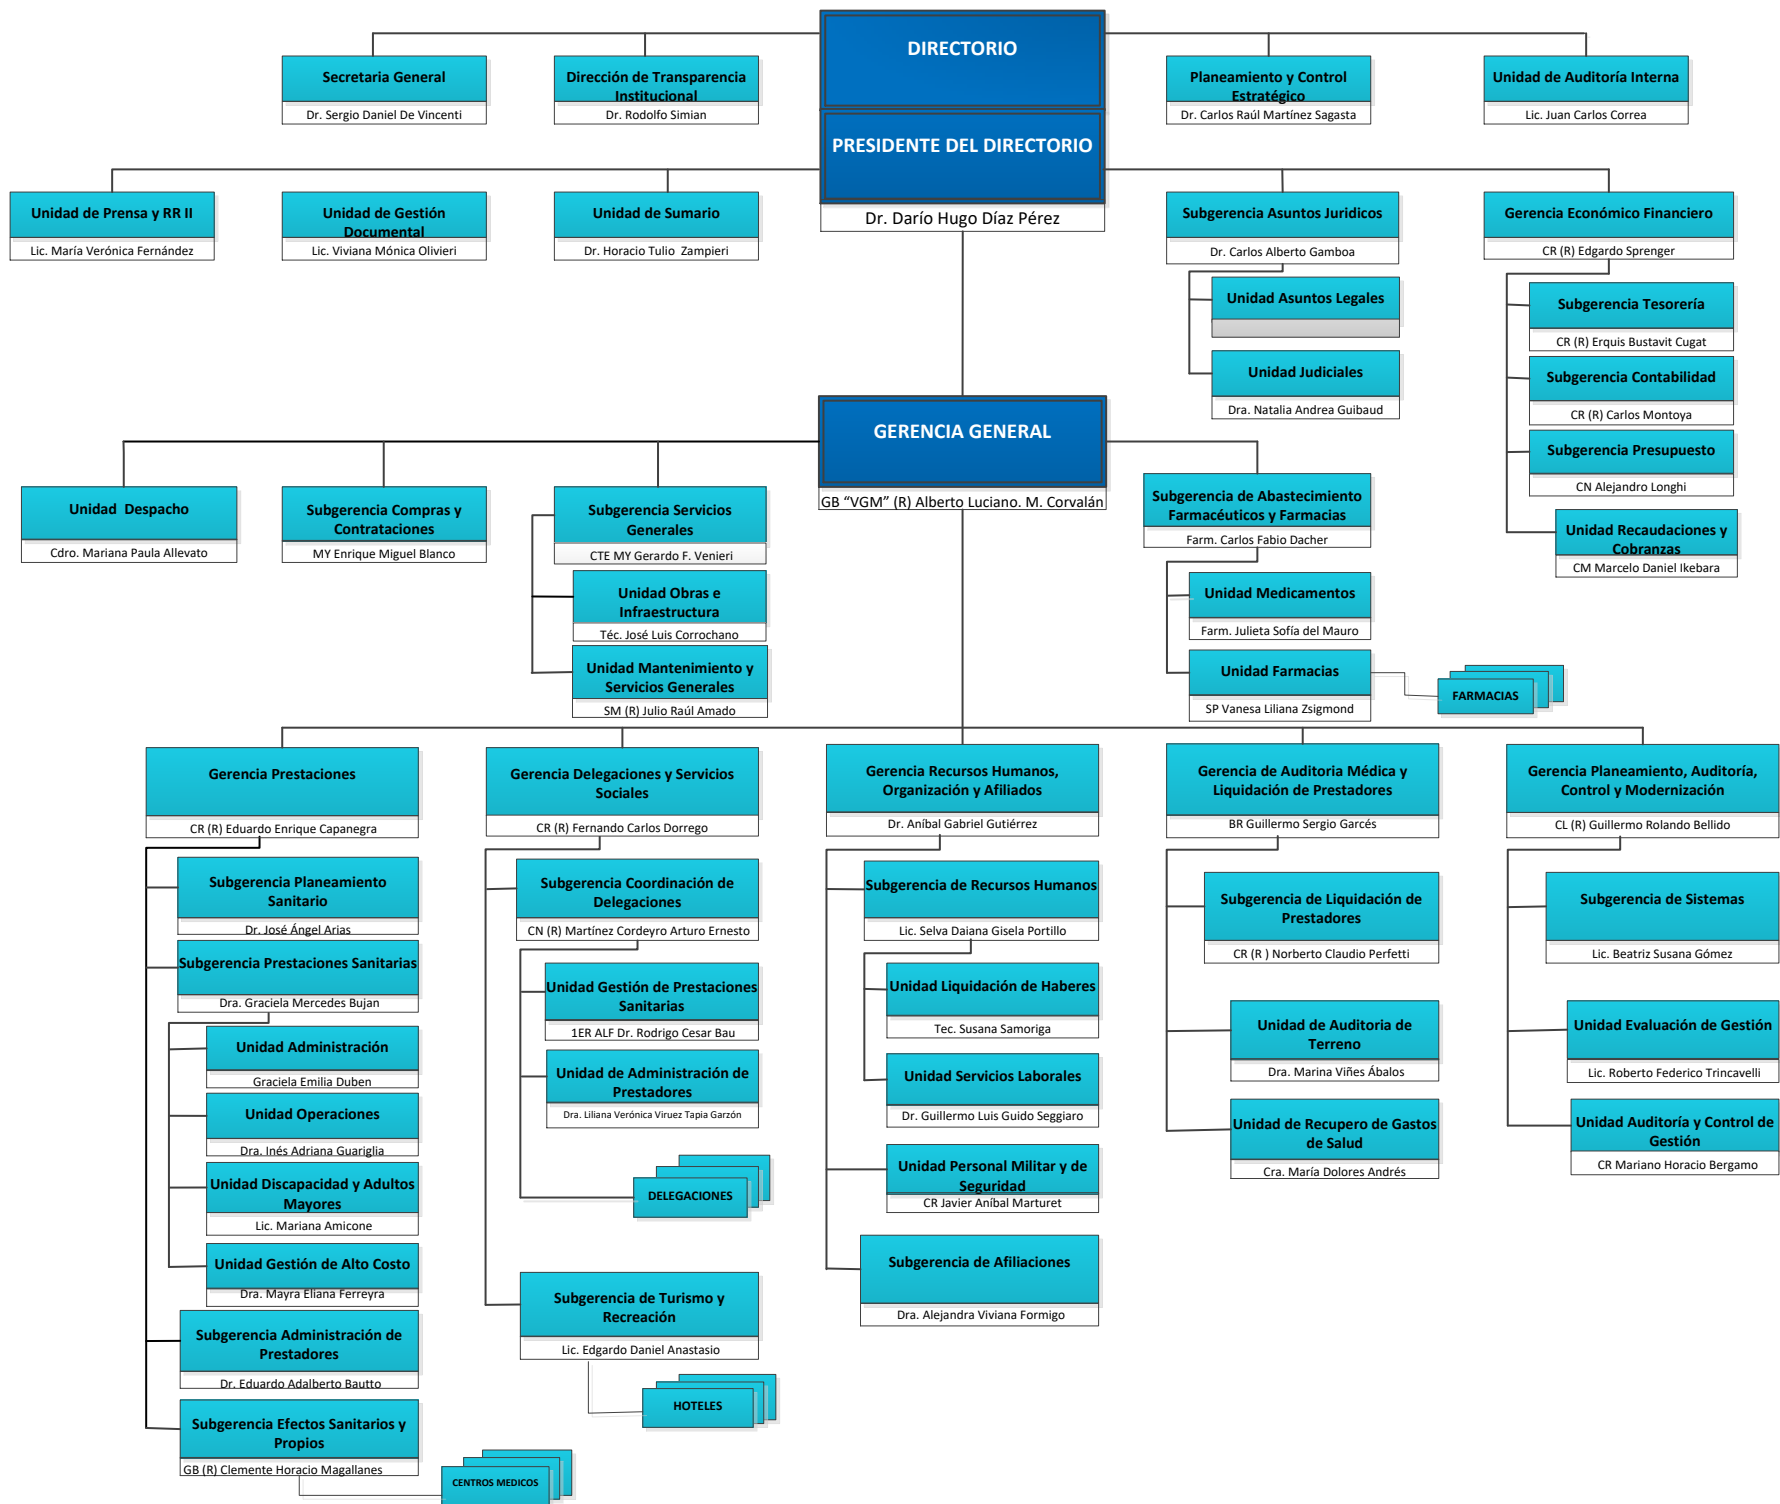 DIRECTORIO
Secretaria General
Dr. Sergio Daniel De Vincenti
Dirección de Transparencia
Institucional
Dr. Rodolfo Simian
Planeamiento y Control
Estratégico
Dr. Carlos Raúl Martínez Sagasta
Unidad de Auditoría Interna
Lic. Juan Carlos Correa
PRESIDENTE DEL DIRECTORIO
Dr. Darío Hugo Díaz Pérez
Unidad de Prensa y RR II
Lic. María Verónica Fernández
Unidad de Gestión
Documental
Lic. Viviana Mónica Olivieri
Unidad de Sumario
Dr. Horacio Tulio Zampieri
Subgerencia Asuntos Juridicos
Dr. Carlos Alberto Gamboa
Unidad Asuntos Legales
Unidad Judiciales
Dra. Natalia Andrea Guibaud
Gerencia Económico Financiero
CR (R) Edgardo Sprenger
Subgerencia Tesorería
CR (R) Erquis Bustavit Cugat
Subgerencia Contabilidad
CR (R) Carlos Montoya
Subgerencia Presupuesto
CN Alejandro Longhi
Unidad Recaudaciones y
Cobranzas
CM Marcelo Daniel Ikebara
GERENCIA GENERAL
GB “VGM” (R) Alberto Luciano. M. Corvalán
Unidad Despacho
Cdro. Mariana Paula Allevato
Subgerencia Compras y
Contrataciones
MY Enrique Miguel Blanco
Subgerencia Servicios
Generales
CTE MY Gerardo F. Venieri
Unidad Obras e
Infraestructura
Téc. José Luis Corrochano
Unidad Mantenimiento y
Servicios Generales
SM (R) Julio Raúl Amado
Subgerencia de Abastecimiento
Farmacéuticos y Farmacias
Farm. Carlos Fabio Dacher
Unidad Medicamentos
Farm. Julieta Sofía del Mauro
Unidad Farmacias
SP Vanesa Liliana Zsigmond
FARMACIAS
Gerencia Prestaciones
CR (R) Eduardo Enrique Capanegra
Subgerencia Planeamiento
Sanitario
Dr. José Ángel Arias
Subgerencia Prestaciones Sanitarias
Dra. Graciela Mercedes Bujan
Unidad Administración
Graciela Emilia Duben
Unidad Operaciones
Dra. Inés Adriana Guariglia
Unidad Discapacidad y Adultos
Mayores
Lic. Mariana Amicone
Unidad Gestión de Alto Costo
Dra. Mayra Eliana Ferreyra
Subgerencia Administración de
Prestadores
Dr. Eduardo Adalberto Bautto
Subgerencia Efectos Sanitarios y
Propios
GB (R) Clemente Horacio Magallanes
CENTROS MEDICOS
Gerencia Delegaciones y Servicios
Sociales
CR (R) Fernando Carlos Dorrego
Subgerencia Coordinación de
Delegaciones
CN (R) Martínez Cordeyro Arturo Ernesto
Unidad Gestión de Prestaciones
Sanitarias
1ER ALF Dr. Rodrigo Cesar Bau
Unidad de Administración de
Prestadores
Dra. Liliana Verónica Viruez Tapia Garzón
DELEGACIONES
Subgerencia de Turismo y
Recreación
Lic. Edgardo Daniel Anastasio
HOTELES
Gerencia Recursos Humanos,
Organización y Afiliados
Dr. Aníbal Gabriel Gutiérrez
Subgerencia de Recursos Humanos
Lic. Selva Daiana Gisela Portillo
Unidad Liquidación de Haberes
Tec. Susana Samoriga
Unidad Servicios Laborales
Dr. Guillermo Luis Guido Seggiaro
Unidad Personal Militar y de
Seguridad
CR Javier Aníbal Marturet
Subgerencia de Afiliaciones
Dra. Alejandra Viviana Formigo
Gerencia de Auditoria Médica y
Liquidación de Prestadores
BR Guillermo Sergio Garcés
Subgerencia de Liquidación de
Prestadores
CR (R ) Norberto Claudio Perfetti
Unidad de Auditoria de
Terreno
Dra. Marina Viñes Ábalos
Unidad de Recupero de Gastos
de Salud
Cra. María Dolores Andrés
Gerencia Planeamiento, Auditoría,
Control y Modernización
CL (R) Guillermo Rolando Bellido
Subgerencia de Sistemas
Lic. Beatriz Susana Gómez
Unidad Evaluación de Gestión
Lic. Roberto Federico Trincavelli
Unidad Auditoría y Control de
Gestión
CR Mariano Horacio Bergamo